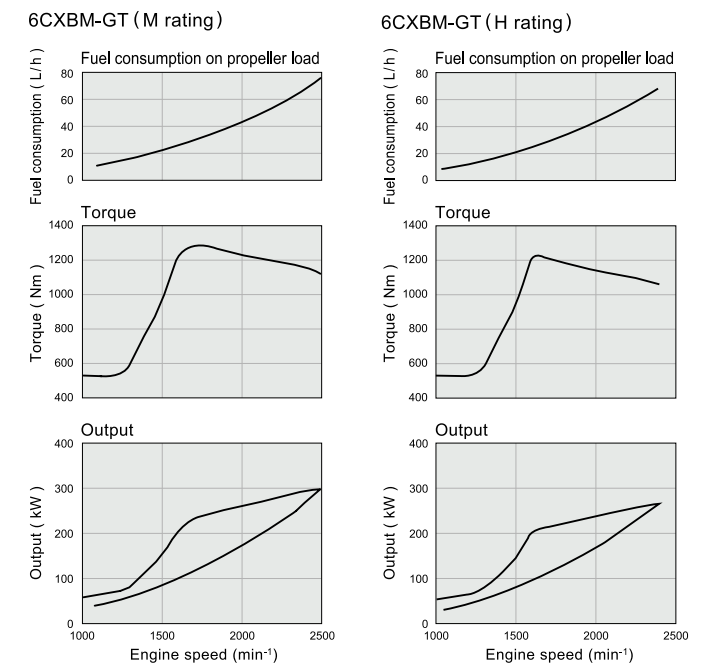 6CXBM-GT ( M rating)
Fuel consumption on propeller load
Fuel consumption ( L/h )
80
60
40
20
0
Torque
Torque ( Nm )
1400
1200
1000
800
600
400
Output
Output ( kW )
400
300
200
100
0
1000 1500 2000 2500
Engine speed (min-1)
6CXBM-GT ( H rating)
Fuel consumption on propeller load
Fuel consumption ( L/h )
80
60
40
20
0
Torque
Torque ( Nm )
1400
1200
1000
800
600
400
Output
Output ( kW )
400
300
200
100
0
1000 1500 2000 2500
Engine speed (min-1)